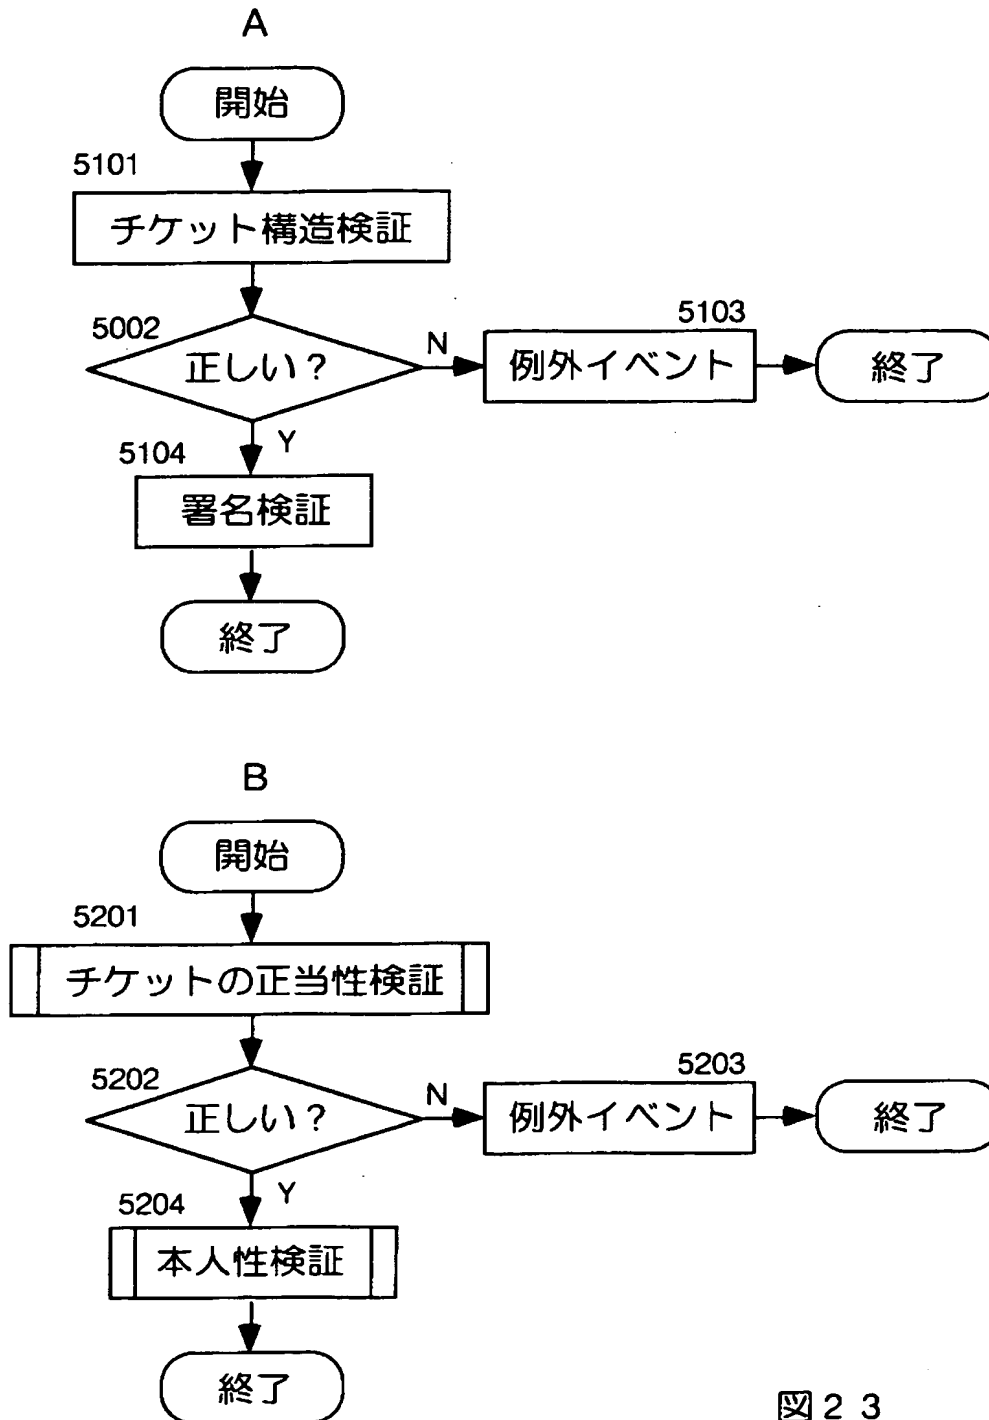 A
開始
5101
チケット構造検証
5002
正しい？
N
5103
例外イベント
終了
Y
5104
署名検証
終了
B
開始
5201
チケットの正当性検証
5202
正しい？
N
5203
例外イベント
終了
Y
5204
本人性検証
終了
図２３